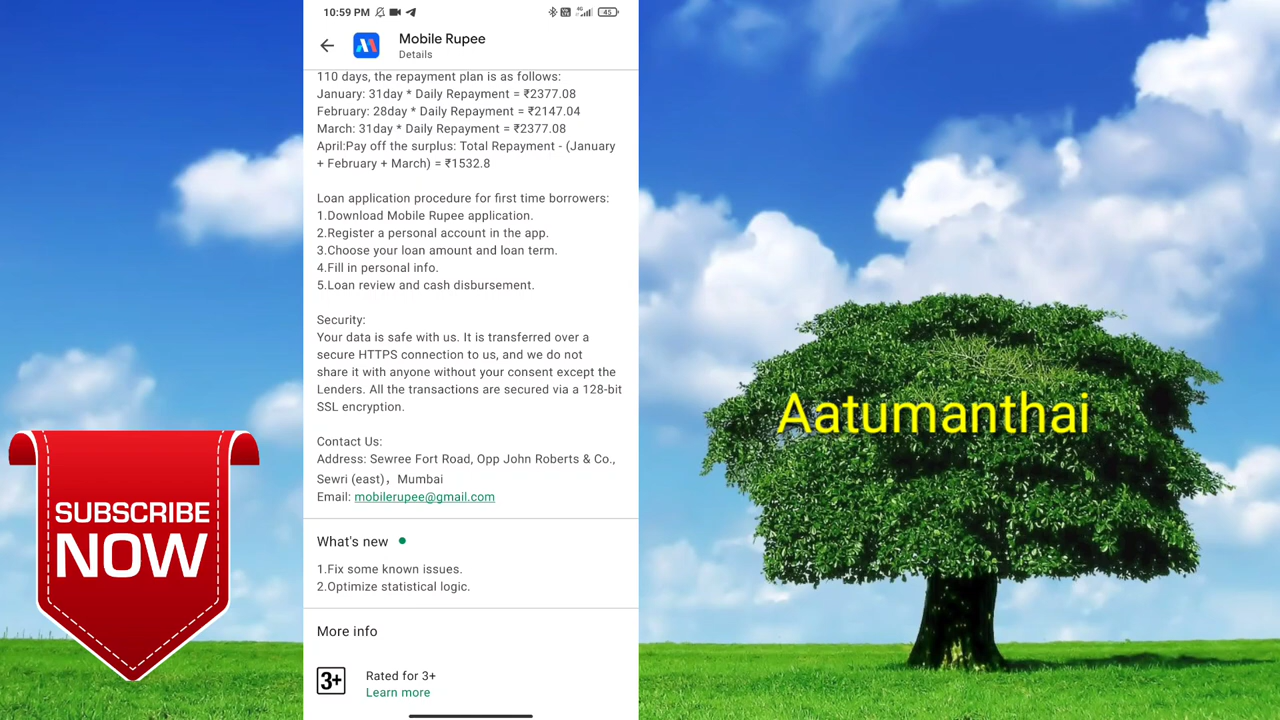 10:59 PM
4G
45
Mobile Rupee
Details
110 days, the repayment plan is as follows:
January: 31day * Daily Repayment = ₹2377.08
February: 28day * Daily Repayment = ₹2147.04
March: 31day * Daily Repayment = ₹2377.08
April:Pay off the surplus: Total Repayment - (January
+ February + March) = ₹1532.8
Loan application procedure for first time borrowers:
1.Download Mobile Rupee application.
2.Register a personal account in the app.
3.Choose your loan amount and loan term.
4.Fill in personal info.
5.Loan review and cash disbursement.
Security:
Your data is safe with us. It is transferred over a
secure HTTPS connection to us, and we do not
share it with anyone without your consent except the
Lenders. All the transactions are secured via a 128-bit
SSL encryption.
Contact Us:
Address: Sewree Fort Road, Opp John Roberts & Co.,
Sewri (east)，Mumbai
Email: mobilerupee@gmail.com
What's new
1.Fix some known issues.
2.Optimize statistical logic.
More info
3+
Rated for 3+
Learn more
SUBSCRIBE
NOW
Aatumanthai